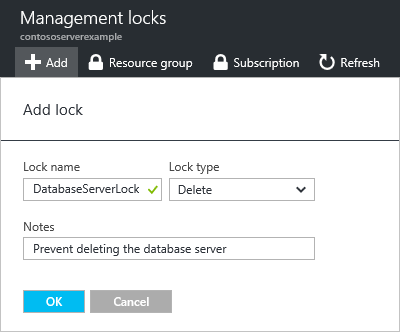 Management locks
contososerverexample
Add Resource group Subscription Refresh
Add lock
Lock name Lock type
DatabaseServerLock Delete
Notes
Prevent deleting the database server
OK Cancel